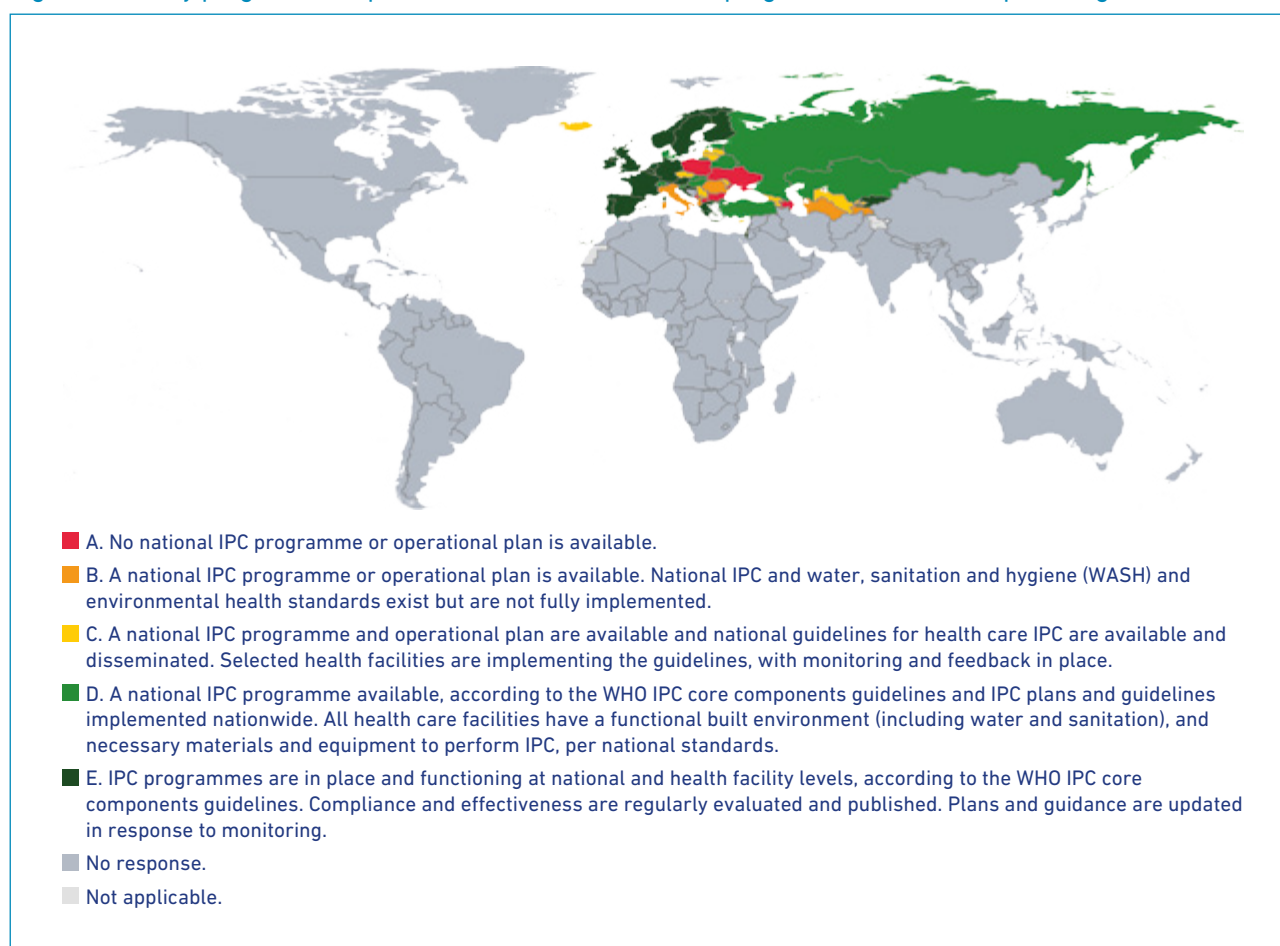 A. No national IPC programme or operational plan is available.
B. A national IPC programme or operational plan is available. National IPC and water, sanitation and hygiene (WASH) and
environmental health standards exist but are not fully implemented.
C. A national IPC programme and operational plan are available and national guidelines for health care IPC are available and
disseminated. Selected health facilities are implementing the guidelines, with monitoring and feedback in place.
D. A national IPC programme available, according to the WHO IPC core components guidelines and IPC plans and guidelines
implemented nationwide. All health care facilities have a functional built environment (including water and sanitation), and
necessary materials and equipment to perform IPC, per national standards.
E. IPC programmes are in place and functioning at national and health facility levels, according to the WHO IPC core
components guidelines. Compliance and effectiveness are regularly evaluated and published. Plans and guidance are updated
in response to monitoring.
No response.
Not applicable.